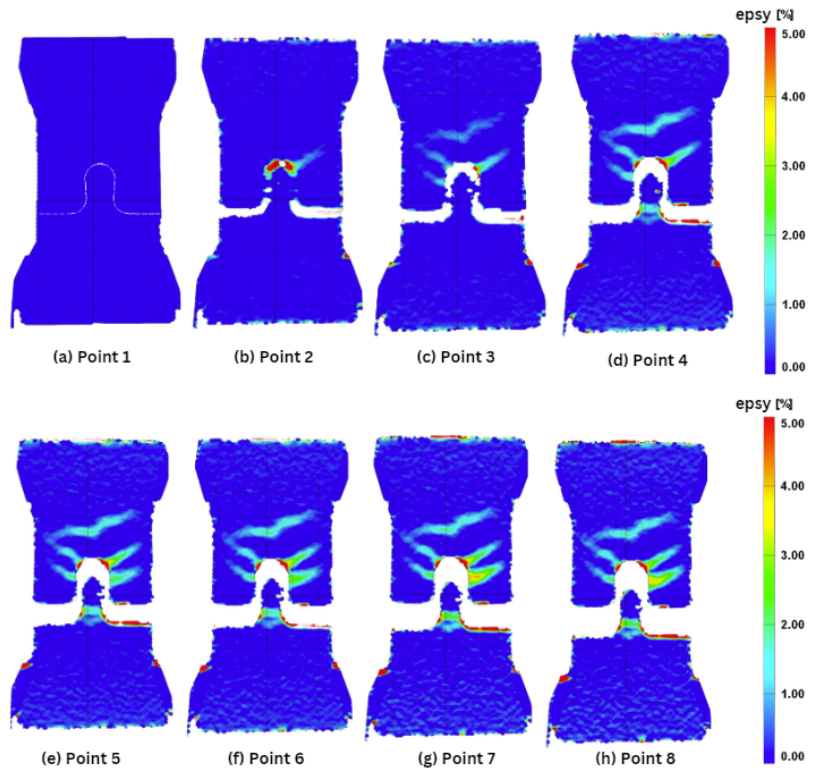 epsy [%]
5.00
4.00
3.00
2.00
1.00
0.00
(a) Point 1
(b) Point 2
(c) Point 3
(d) Point 4
epsy [%]
5.00
4.00
3.00
2.00
1.00
0.00
(e) Point 5
(f) Point 6
(g) Point 7
(h) Point 8